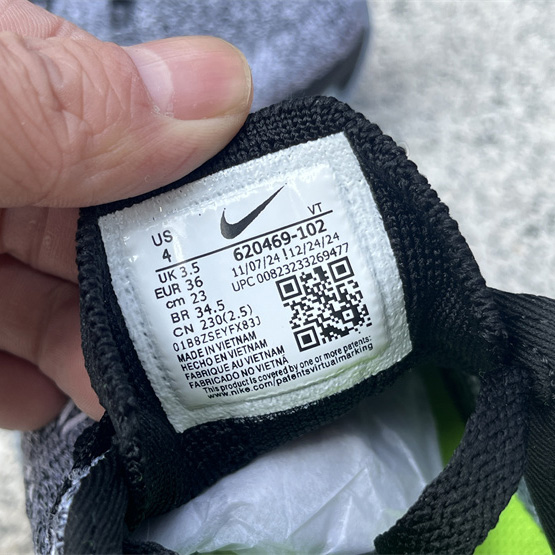 US
4
VT
620469-102
UK 3.5
11/07/24 12/24/24
EUR 36
UPC 00823233269477
cm 23
BR 34.5
CN 230(2.5)
01B8Z5EYFX83J
MADE IN VIETNAM
HECHO EN VIETNAM
FABRIQUE AU VIETNAM
FABRICADO NO VIETNÃ
This product is covered by one or more patents:
www.nike.com/patentsvirtualmarking